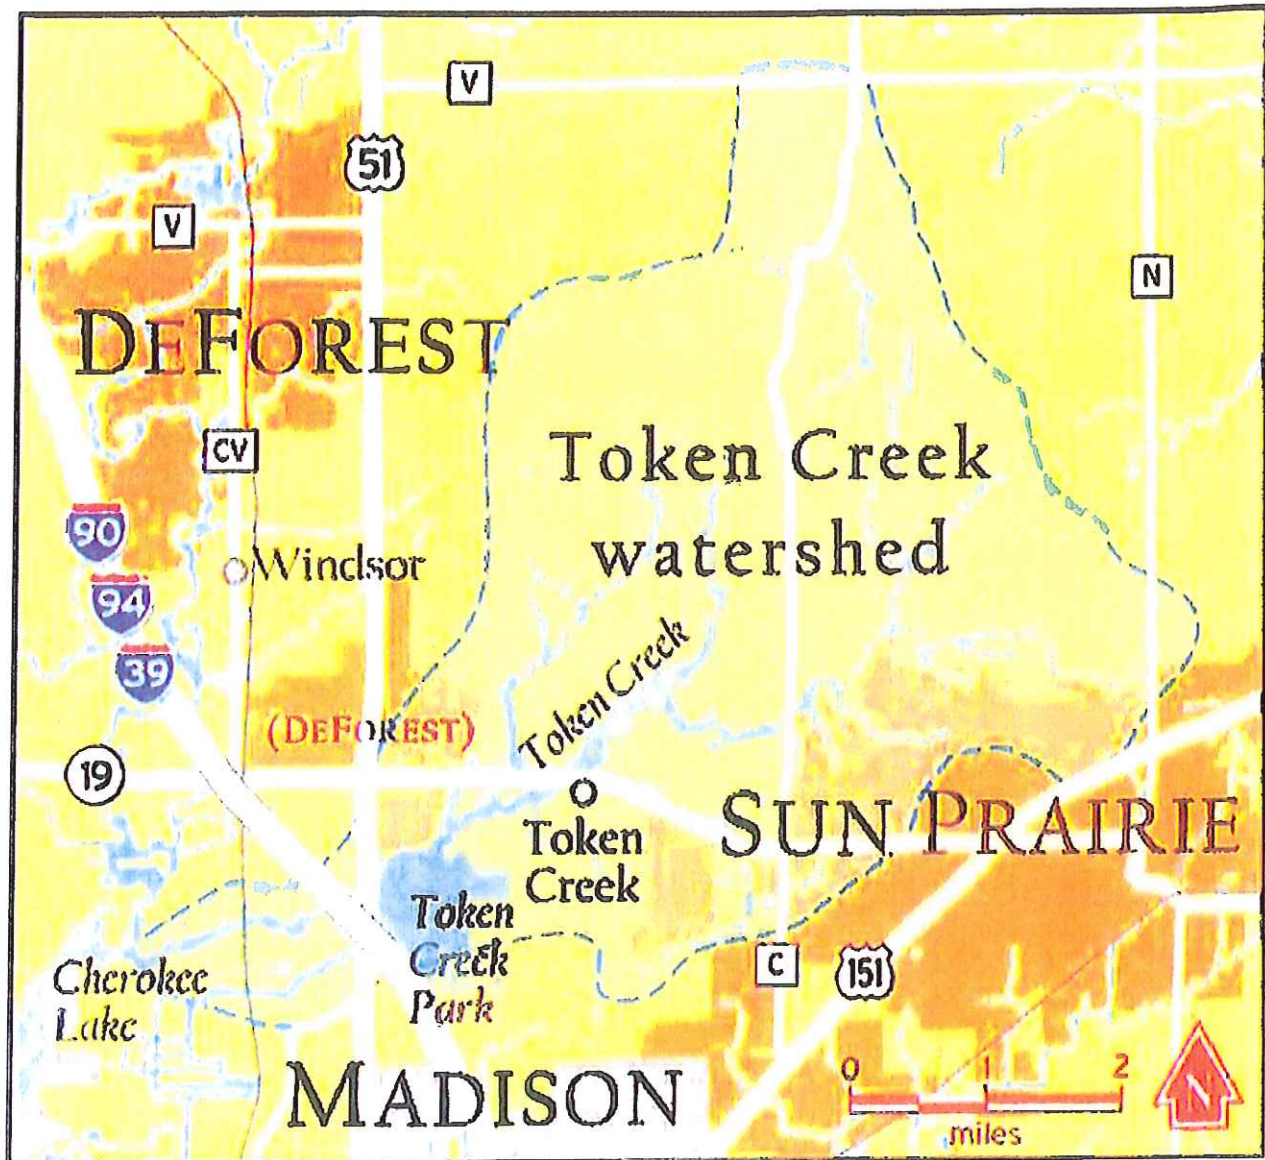 V
51
V
N
DEFOREST
Token Creek
watershed
CV
90
Windsor
94
39
Token Creek
(DEFOREST)
19
Token
Creek
SUN PRAIRIE
Token
Creek
Park
Cherokee
Lake
C
151
MADISON
0 1 2
miles
N